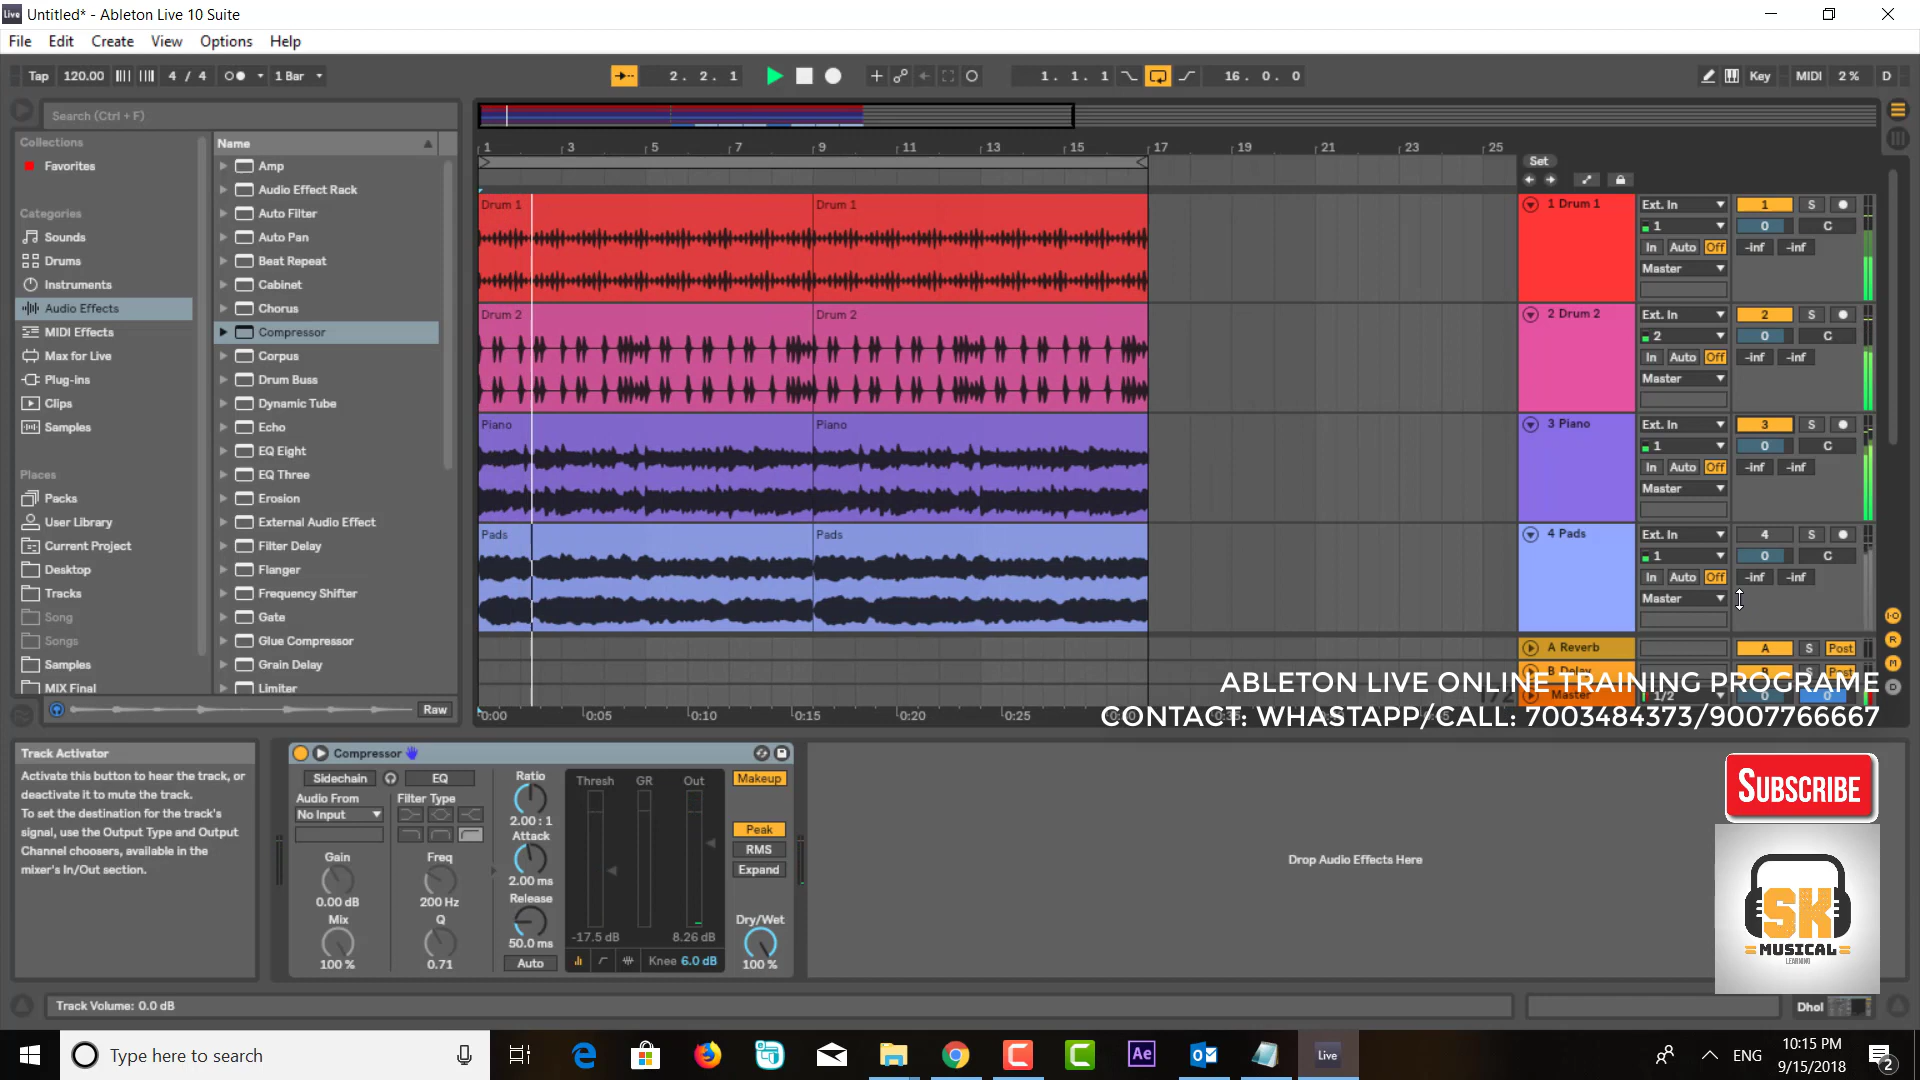 Untitled* - Ableton Live 10 Suite
File Edit Create View Options Help
Tap 120.00 4 / 4 1 Bar 2. 2. 1 1. 1. 1 16. 0. 0 Key MIDI 2 % D
Search (Ctrl + F)
Collections
Favorites
Categories
Sounds
Drums
Instruments
Audio Effects
MIDI Effects
Max for Live
Plug-ins
Clips
Samples
Places
Packs
User Library
Current Project
Desktop
Tracks
Song
Songs
Samples
MIX Final
Name
Amp
Audio Effect Rack
Auto Filter
Auto Pan
Beat Repeat
Cabinet
Chorus
Compressor
Corpus
Drum Buss
Dynamic Tube
Echo
EQ Eight
EQ Three
Erosion
External Audio Effect
Filter Delay
Flanger
Frequency Shifter
Gate
Glue Compressor
Grain Delay
Limiter
Raw
1 3 5 7 9 11 13 15 17 19 21 23 25
Set
Drum 1 Drum 1
Drum 2 Drum 2
Piano Piano
Pads Pads
1 Drum 1 Ext. In 1 S
1 0 C
In Auto Off -inf -inf
Master
2 Drum 2 Ext. In 2 S
2 0 C
In Auto Off -inf -inf
Master
3 Piano Ext. In 3 S
1 0 C
In Auto Off -inf -inf
Master
4 Pads Ext. In 4 S
1 0 C
In Auto Off -inf -inf
Master
A Reverb A S Post
B Delay B S Post
Master 1/2 0 0
0:00 0:05 0:10 0:15 0:20 0:25
ABLETON LIVE ONLINE TRAINING PROGRAME
CONTACT: WHASTAPP/CALL: 7003484373/9007766667
Track Activator
Activate this button to hear the track, or
deactivate it to mute the track.
To set the destination for the track's
signal, use the Output Type and Output
Channel choosers, available in the
mixer's In/Out section.
Compressor
Sidechain EQ
Audio From Filter Type
No Input
Gain Freq
0.00 dB 200 Hz
Mix Q
100 % 0.71
Ratio
2.00 : 1
Attack
2.00 ms
Release
50.0 ms
Auto
Thresh GR Out
-17.5 dB 8.26 dB
Knee 6.0 dB
Makeup
Peak
RMS
Expand
Dry/Wet
100 %
Drop Audio Effects Here
SUBSCRIBE
SK
MUSICAL
LEARNING
Track Volume: 0.0 dB
Dhol
Type here to search
Ae
Live
ENG
10:15 PM
9/15/2018
2